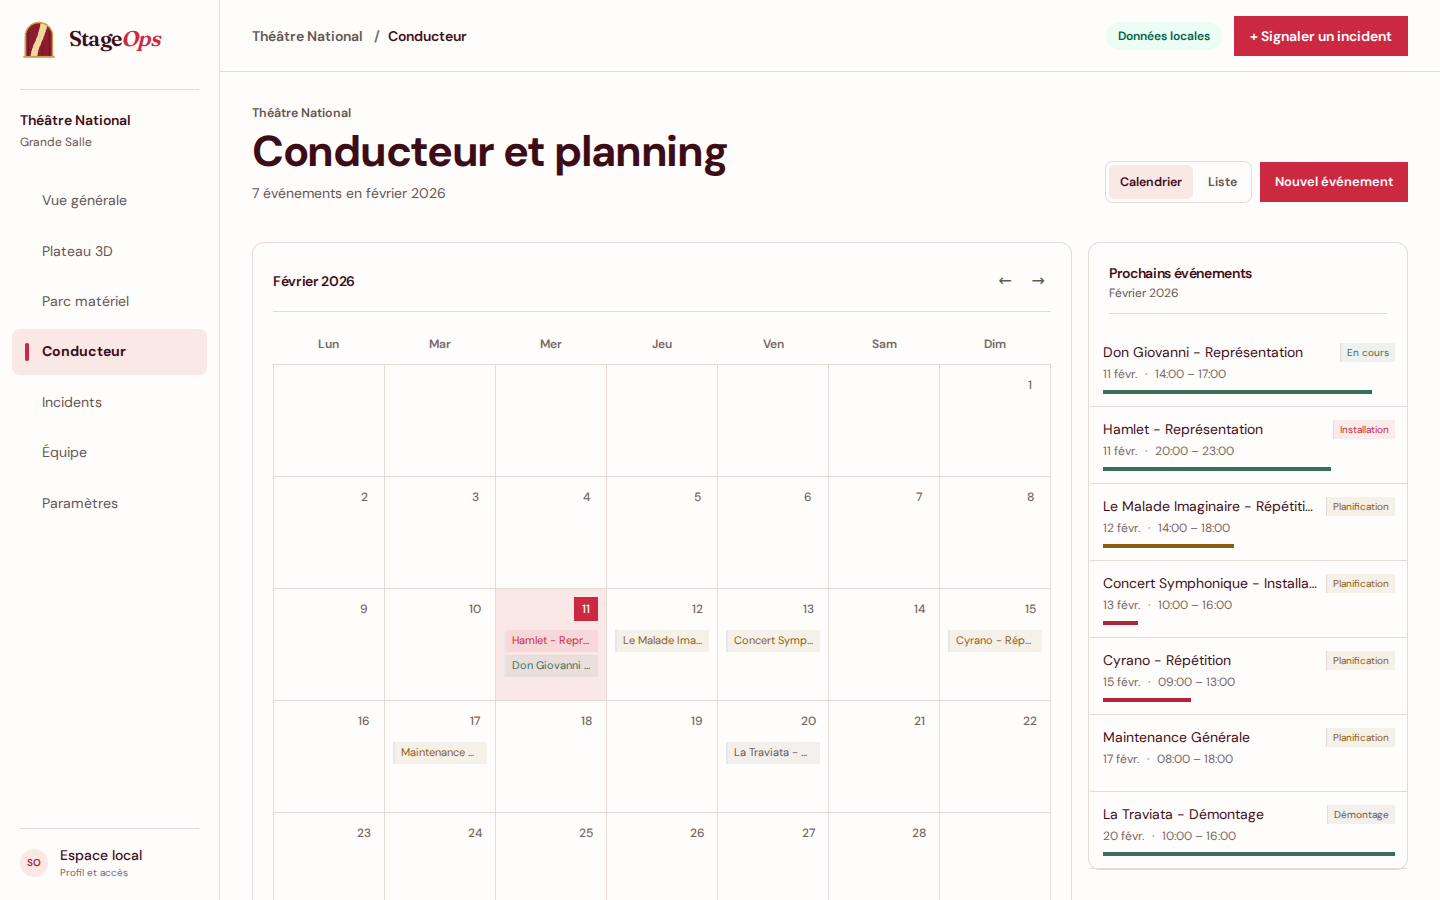 StageOps
Théâtre National
Grande Salle
Vue générale
Plateau 3D
Parc matériel
Conducteur
Incidents
Équipe
Paramètres
SO
Espace local
Profil et accès
Théâtre National / Conducteur
Données locales
+ Signaler un incident
Théâtre National
Conducteur et planning
7 événements en février 2026
Calendrier
Liste
Nouvel événement
Février 2026
← →
Lun Mar Mer Jeu Ven Sam Dim
1
2 3 4 5 6 7 8
9 10 11 12 13 14 15
Hamlet - Repr... Le Malade Ima... Concert Symp... Cyrano - Rép...
Don Giovanni ...
16 17 18 19 20 21 22
Maintenance ... La Traviata - ...
23 24 25 26 27 28
Prochains événements
Février 2026
Don Giovanni - Représentation En cours
11 févr. · 14:00 – 17:00
Hamlet - Représentation Installation
11 févr. · 20:00 – 23:00
Le Malade Imaginaire - Répétiti... Planification
12 févr. · 14:00 – 18:00
Concert Symphonique - Installa... Planification
13 févr. · 10:00 – 16:00
Cyrano - Répétition Planification
15 févr. · 09:00 – 13:00
Maintenance Générale Planification
17 févr. · 08:00 – 18:00
La Traviata - Démontage Démontage
20 févr. · 10:00 – 16:00